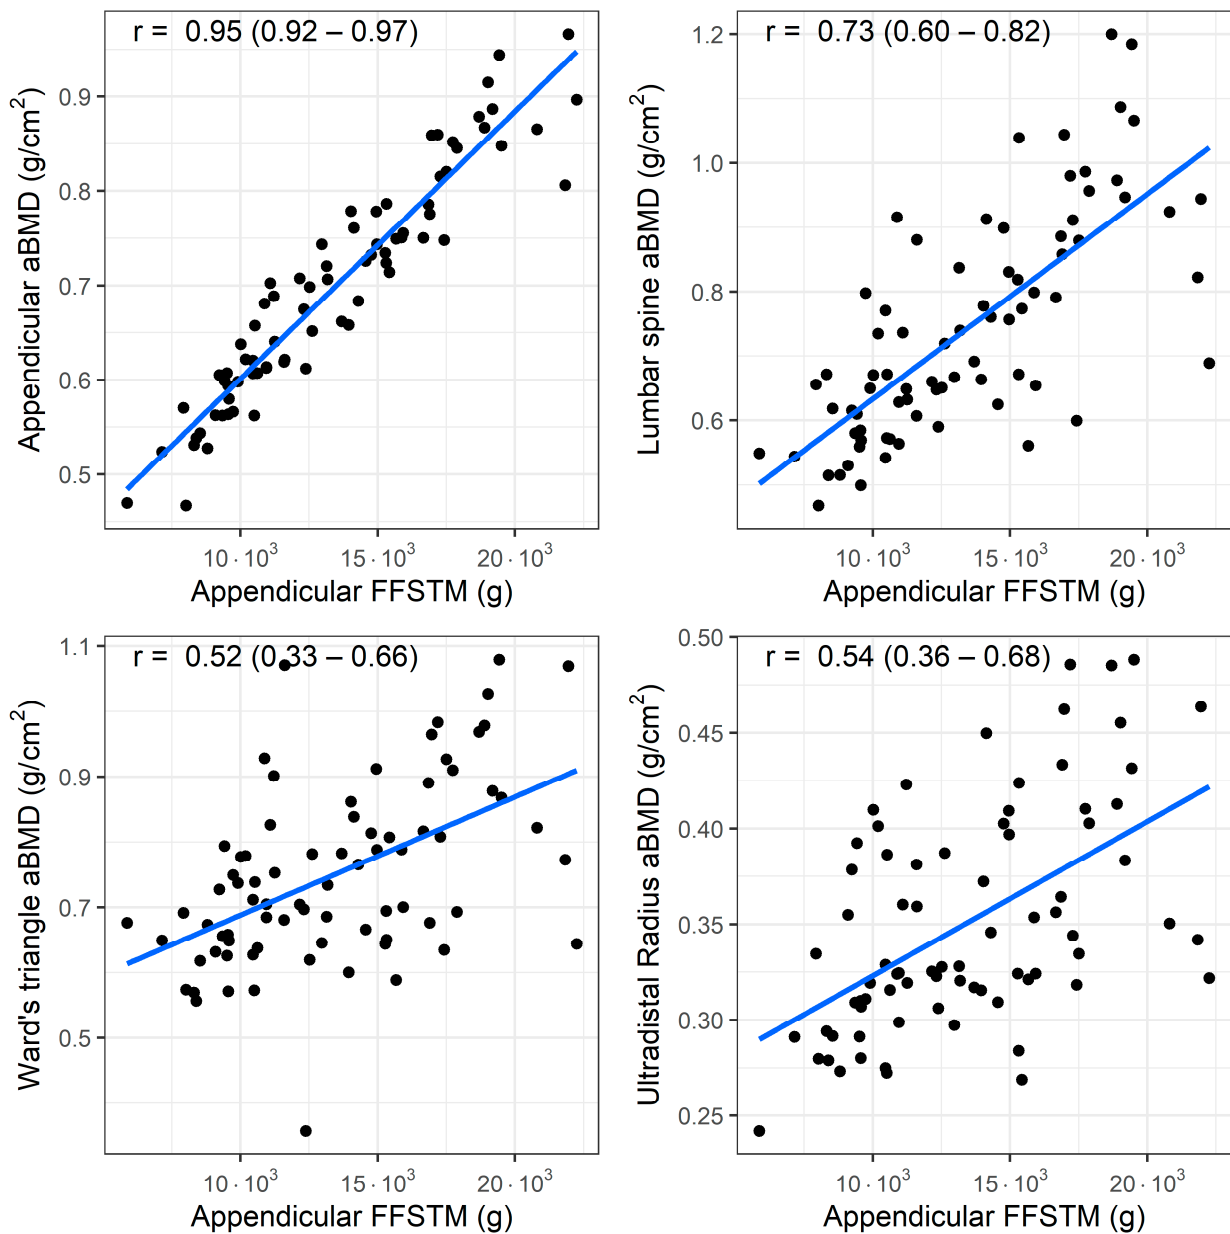 r = 0.95 (0.92 – 0.97)
Appendicular aBMD (g/cm²)
0.9
0.8
0.7
0.6
0.5
10·10³ 15·10³ 20·10³
Appendicular FFSTM (g)
r = 0.73 (0.60 – 0.82)
Lumbar spine aBMD (g/cm²)
1.2
1.0
0.8
0.6
10·10³ 15·10³ 20·10³
Appendicular FFSTM (g)
r = 0.52 (0.33 – 0.66)
Ward's triangle aBMD (g/cm²)
1.1
0.9
0.7
0.5
10·10³ 15·10³ 20·10³
Appendicular FFSTM (g)
r = 0.54 (0.36 – 0.68)
Ultradistal Radius aBMD (g/cm²)
0.50
0.45
0.40
0.35
0.30
0.25
10·10³ 15·10³ 20·10³
Appendicular FFSTM (g)